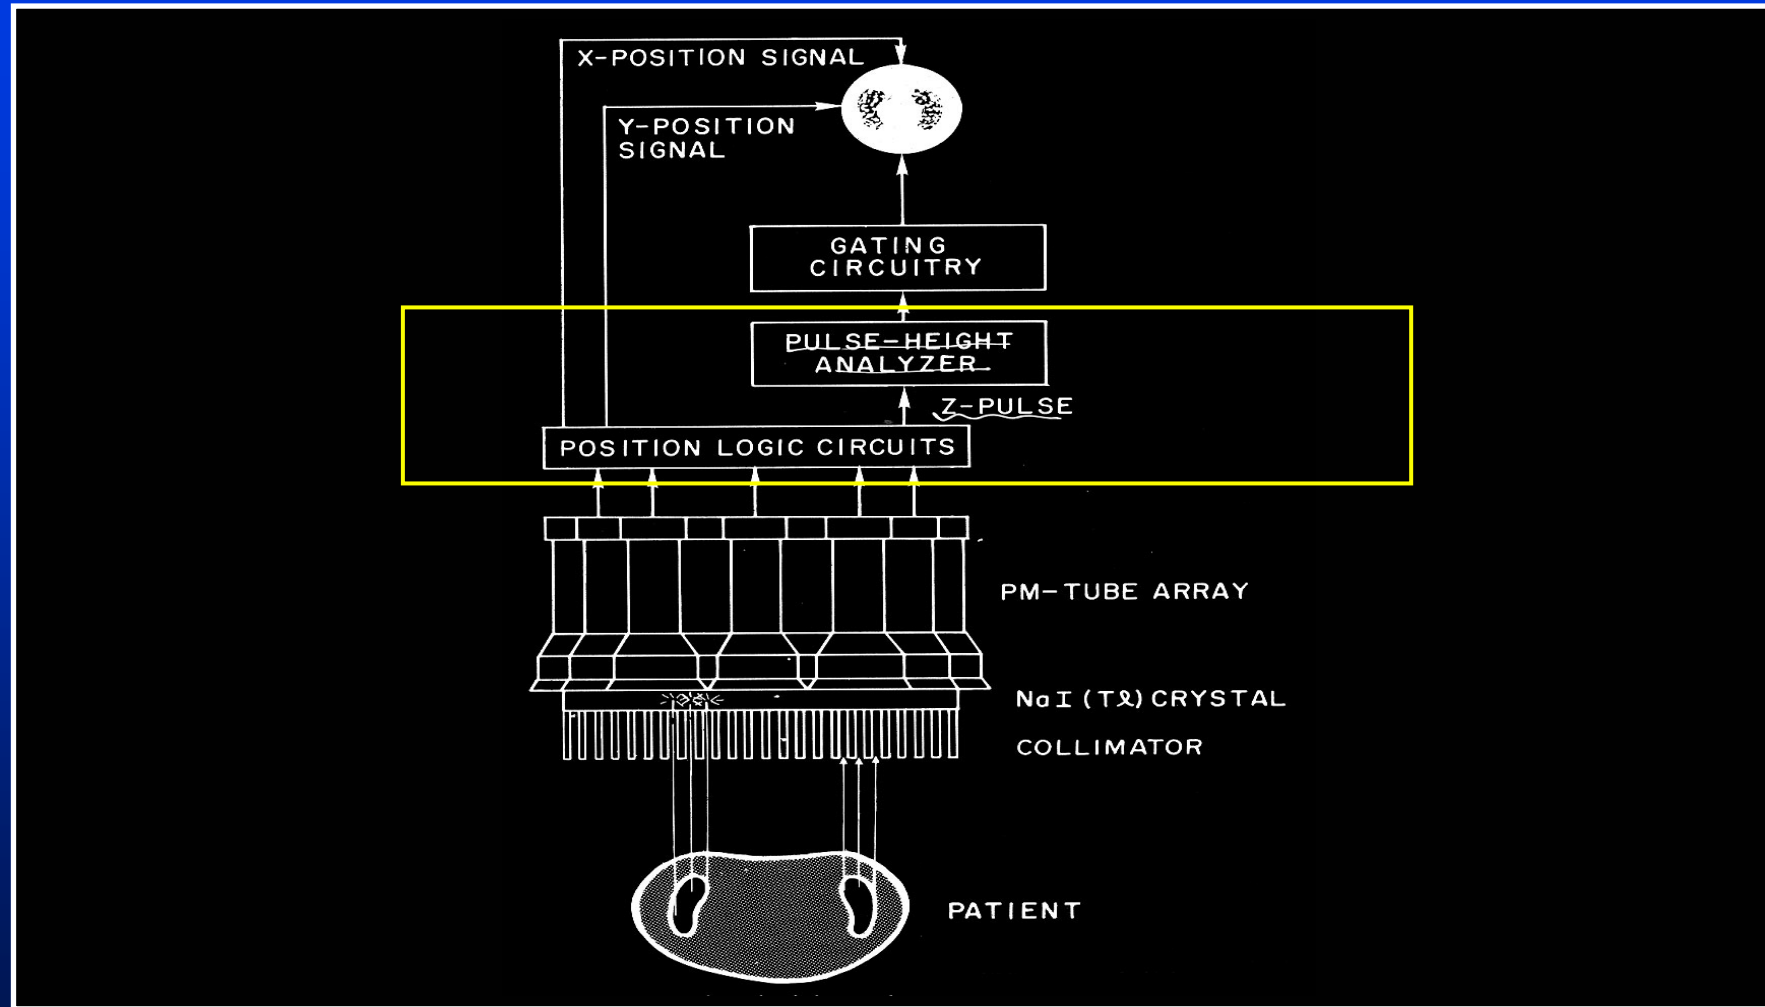 X-POSITION SIGNAL
Y-POSITION
SIGNAL
GATING
CIRCUITRY
PULSE-HEIGHT
ANALYZER
Z-PULSE
POSITION LOGIC CIRCUITS
PM-TUBE ARRAY
NaI (Tl) CRYSTAL
COLLIMATOR
PATIENT